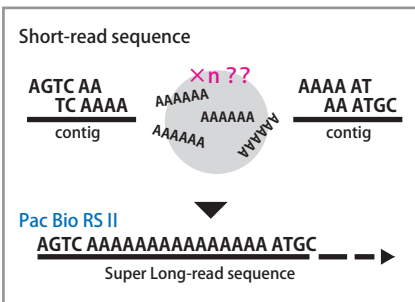 Short-read sequence
×n ??
AGTC AA
TC AAAA
contig
AAAAAA
AAAAAA
AAAAAA
AAAAAA
AAAA AT
AA ATGC
contig
Pac Bio RS II
AGTC AAAAAAAAAAAAAAA ATGC
Super Long-read sequence